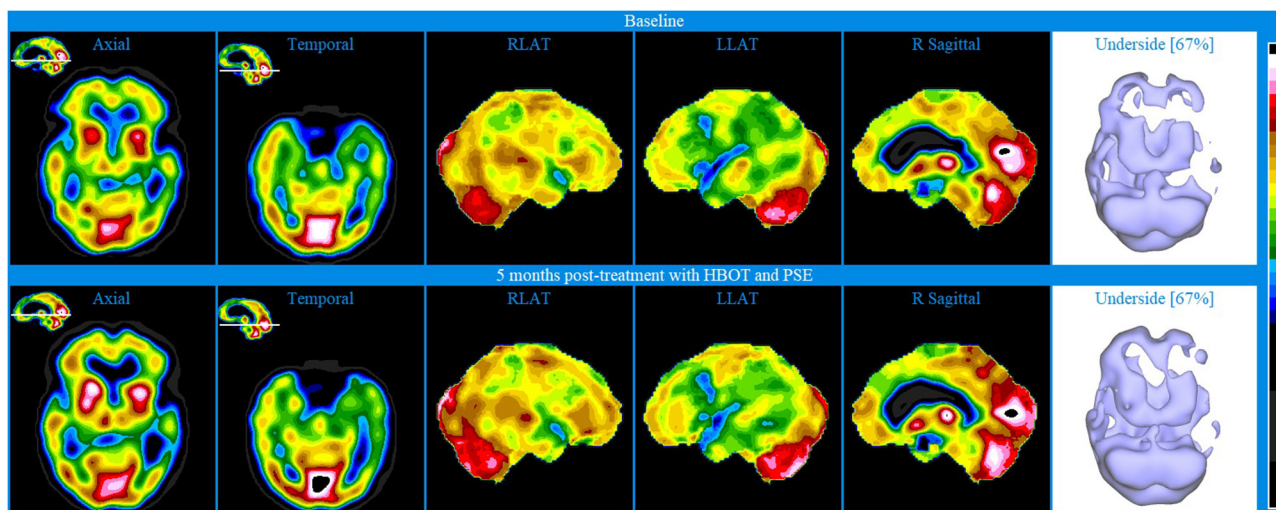 Baseline
Axial Temporal RLAT LLAT R Sagittal Underside [67%]
5 months post-treatment with HBOT and PSE
Axial Temporal RLAT LLAT R Sagittal Underside [67%]